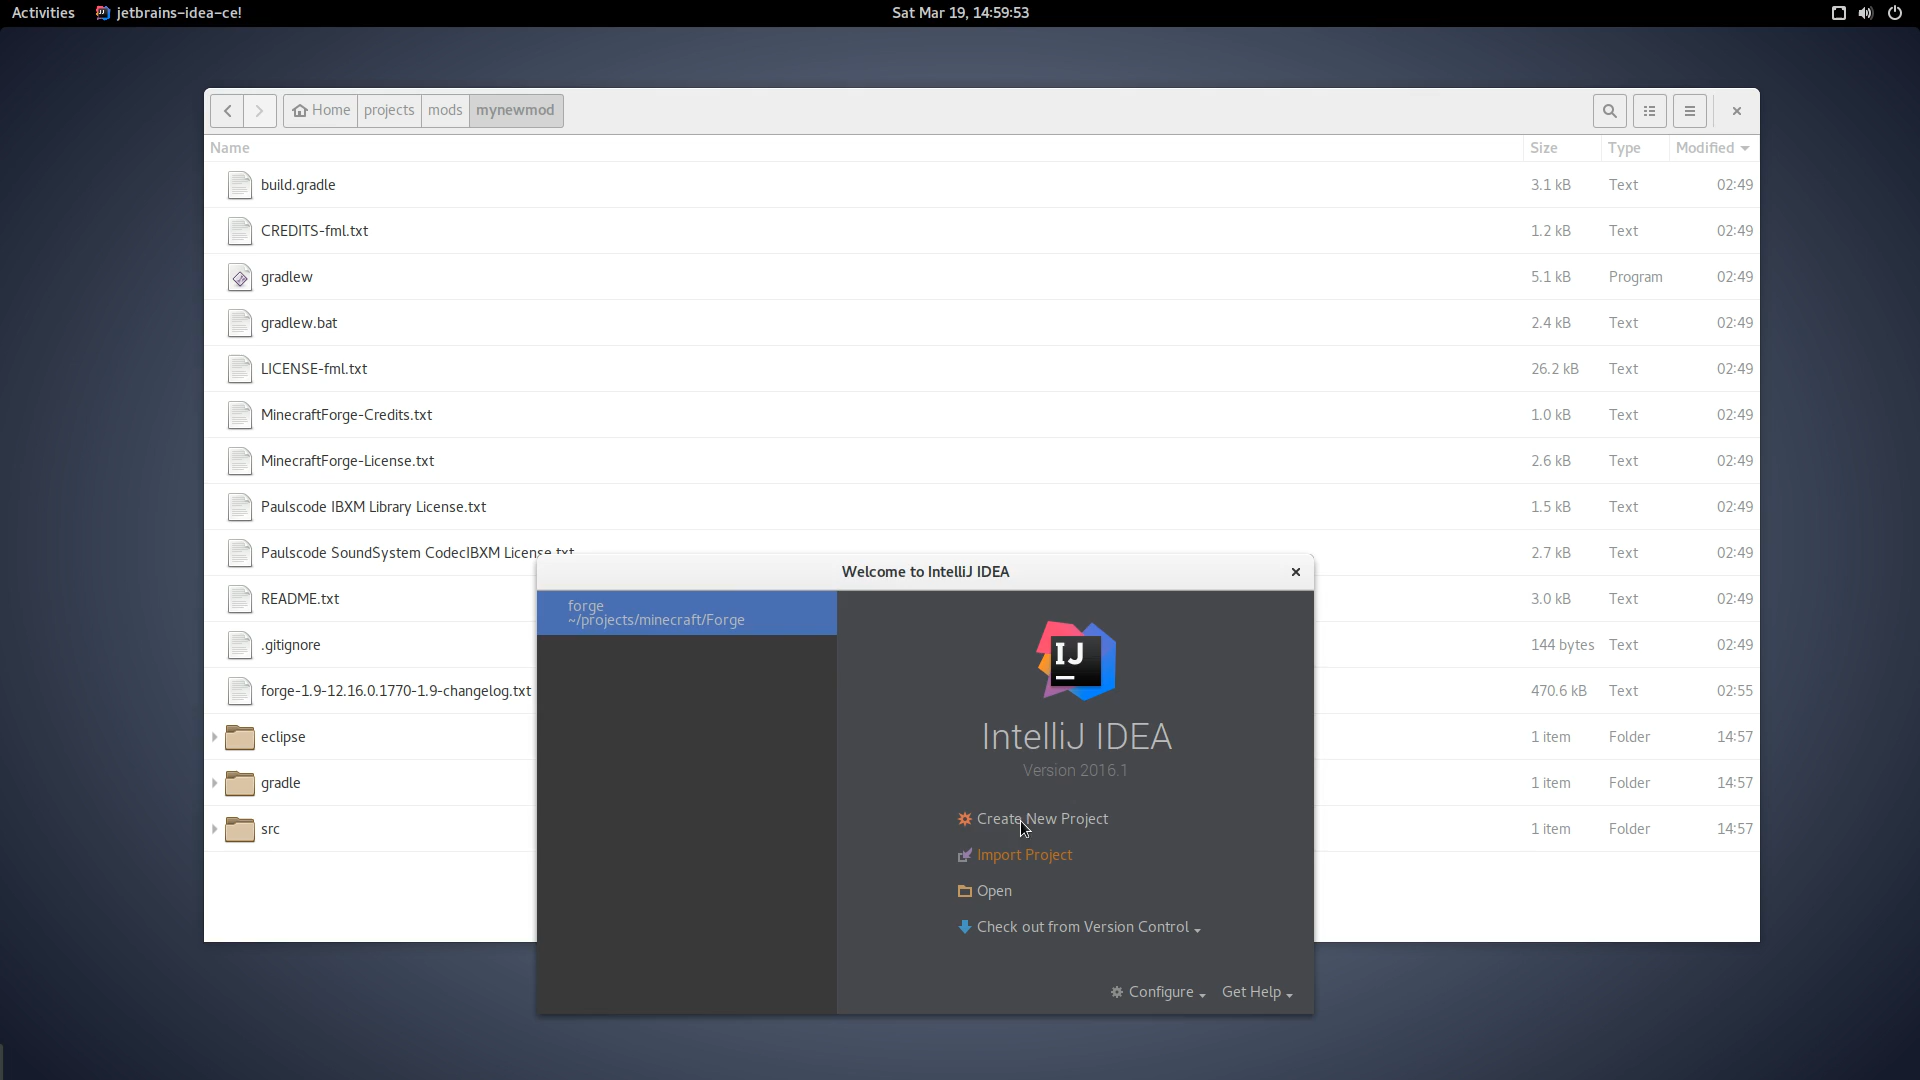 Activities jetbrains-idea-ce! Sat Mar 19, 14:59:53
Home projects mods mynewmod
Name Size Type Modified
build.gradle 3.1 kB Text 02:49
CREDITS-fml.txt 1.2 kB Text 02:49
gradlew 5.1 kB Program 02:49
gradlew.bat 2.4 kB Text 02:49
LICENSE-fml.txt 26.2 kB Text 02:49
MinecraftForge-Credits.txt 1.0 kB Text 02:49
MinecraftForge-License.txt 2.6 kB Text 02:49
Paulscode IBXM Library License.txt 1.5 kB Text 02:49
Paulscode SoundSystem CodecIBXM License.txt 2.7 kB Text 02:49
README.txt 3.0 kB Text 02:49
.gitignore 144 bytes Text 02:49
forge-1.9-12.16.0.1770-1.9-changelog.txt 470.6 kB Text 02:55
eclipse 1 item Folder 14:57
gradle 1 item Folder 14:57
src 1 item Folder 14:57
Welcome to IntelliJ IDEA
forge
~/projects/minecraft/Forge
IJ
IntelliJ IDEA
Version 2016.1
Create New Project
Import Project
Open
Check out from Version Control
Configure Get Help